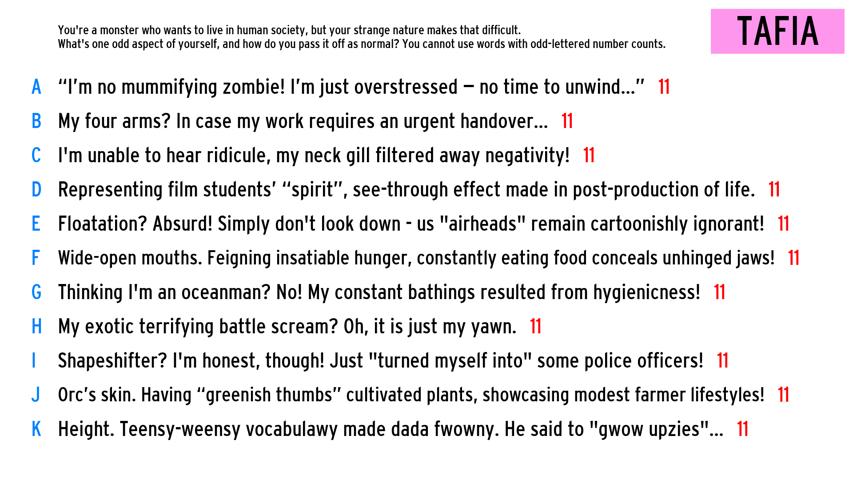 You're a monster who wants to live in human society, but your strange nature makes that difficult.
What's one odd aspect of yourself, and how do you pass it off as normal? You cannot use words with odd-lettered number counts.
TAFIA
A “I’m no mummifying zombie! I’m just overstressed – no time to unwind...” 11
B My four arms? In case my work requires an urgent handover... 11
C I'm unable to hear ridicule, my neck gill filtered away negativity! 11
D Representing film students’ “spirit”, see-through effect made in post-production of life. 11
E Floatation? Absurd! Simply don't look down - us "airheads" remain cartoonishly ignorant! 11
F Wide-open mouths. Feigning insatiable hunger, constantly eating food conceals unhinged jaws! 11
G Thinking I'm an oceanman? No! My constant bathings resulted from hygienicness! 11
H My exotic terrifying battle scream? Oh, it is just my yawn. 11
I Shapeshifter? I'm honest, though! Just "turned myself into" some police officers! 11
J Orc’s skin. Having “greenish thumbs” cultivated plants, showcasing modest farmer lifestyles! 11
K Height. Teensy-weensy vocabulawy made dada fwowny. He said to "gwow upzies"... 11